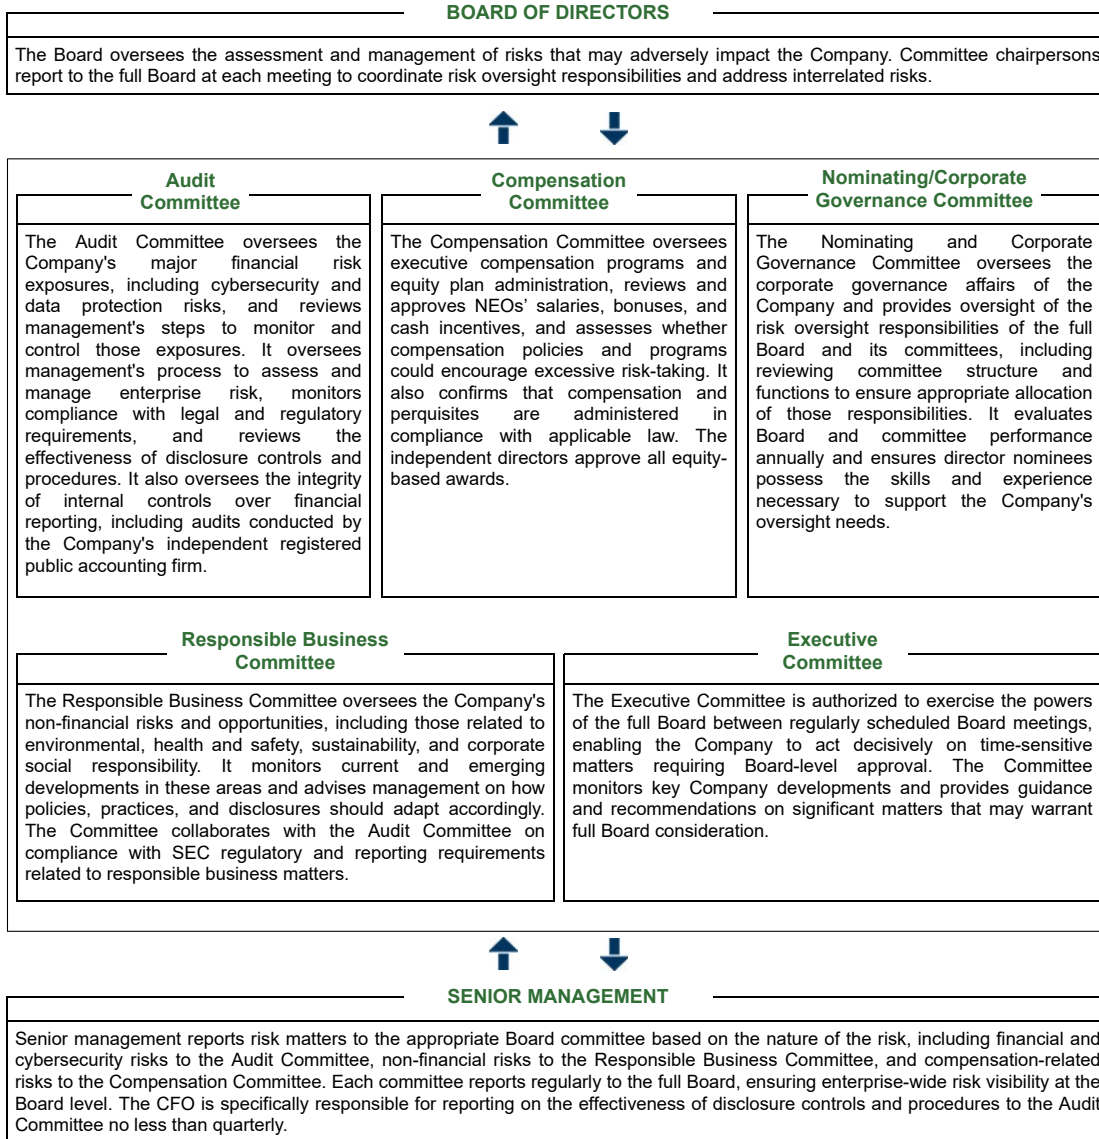 BOARD OF DIRECTORS
The Board oversees the assessment and management of risks that may adversely impact the Company. Committee chairpersons
report to the full Board at each meeting to coordinate risk oversight responsibilities and address interrelated risks.
Audit
Committee
The Audit Committee oversees the
Company's major financial risk
exposures, including cybersecurity and
data protection risks, and reviews
management's steps to monitor and
control those exposures. It oversees
management's process to assess and
manage enterprise risk, monitors
compliance with legal and regulatory
requirements, and reviews the
effectiveness of disclosure controls and
procedures. It also oversees the integrity
of internal controls over financial
reporting, including audits conducted by
the Company's independent registered
public accounting firm.
Compensation
Committee
The Compensation Committee oversees
executive compensation programs and
equity plan administration, reviews and
approves NEOs’ salaries, bonuses, and
cash incentives, and assesses whether
compensation policies and programs
could encourage excessive risk-taking. It
also confirms that compensation and
perquisites are administered in
compliance with applicable law. The
independent directors approve all equity-
based awards.
Nominating/Corporate
Governance Committee
The Nominating and Corporate
Governance Committee oversees the
corporate governance affairs of the
Company and provides oversight of the
risk oversight responsibilities of the full
Board and its committees, including
reviewing committee structure and
functions to ensure appropriate allocation
of those responsibilities. It evaluates
Board and committee performance
annually and ensures director nominees
possess the skills and experience
necessary to support the Company's
oversight needs.
Responsible Business
Committee
The Responsible Business Committee oversees the Company's
non-financial risks and opportunities, including those related to
environmental, health and safety, sustainability, and corporate
social responsibility. It monitors current and emerging
developments in these areas and advises management on how
policies, practices, and disclosures should adapt accordingly.
The Committee collaborates with the Audit Committee on
compliance with SEC regulatory and reporting requirements
related to responsible business matters.
Executive
Committee
The Executive Committee is authorized to exercise the powers
of the full Board between regularly scheduled Board meetings,
enabling the Company to act decisively on time-sensitive
matters requiring Board-level approval. The Committee
monitors key Company developments and provides guidance
and recommendations on significant matters that may warrant
full Board consideration.
SENIOR MANAGEMENT
Senior management reports risk matters to the appropriate Board committee based on the nature of the risk, including financial and
cybersecurity risks to the Audit Committee, non-financial risks to the Responsible Business Committee, and compensation-related
risks to the Compensation Committee. Each committee reports regularly to the full Board, ensuring enterprise-wide risk visibility at the
Board level. The CFO is specifically responsible for reporting on the effectiveness of disclosure controls and procedures to the Audit
Committee no less than quarterly.